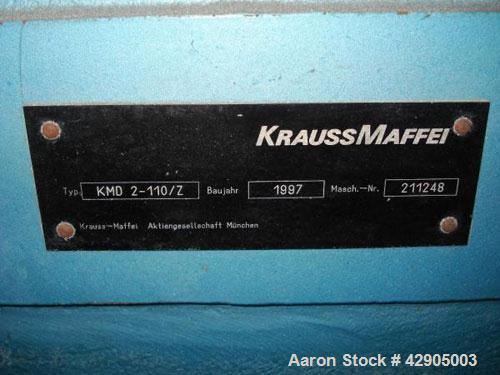 KRAUSSMAFFEI
Typ. KMD 2-110/Z Baujahr 1997 Masch.-Nr. 211248
Krauss-Maffei Aktiengesellschaft München
Aaron Stock # 42905003